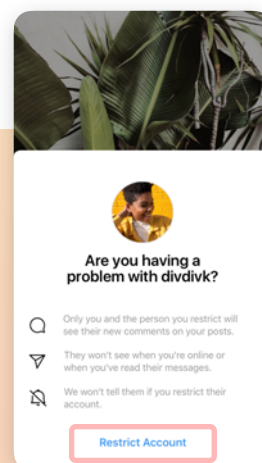 Are you having a
problem with divdivk?
Only you and the person you restrict will
see their new comments on your posts.
They won't see when you're online or
when you've read their messages.
We won't tell them if you restrict their
account.
Restrict Account